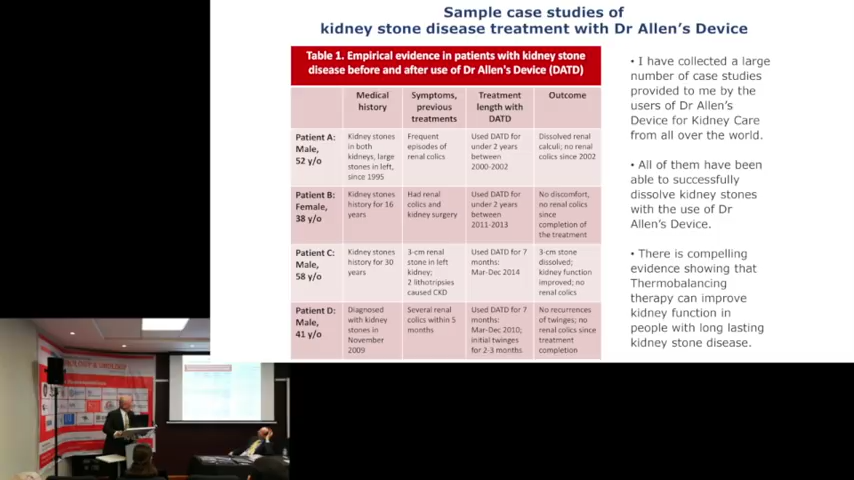 Sample case studies of
kidney stone disease treatment with Dr Allen's Device
Table 1. Empirical evidence in patients with kidney stone
disease before and after use of Dr Allen's Device (DATD)
Medical
history
Symptoms,
previous
treatments
Treatment
length with
DATD
Outcome
Patient A:
Male,
52 y/o
Kidney stones
in both
kidneys, large
stones in left,
since 1995
Frequent
episodes of
renal colics
Used DATD for
under 2 years
between
2000-2002
Dissolved renal
calculi; no renal
colics since 2002
Patient B:
Female,
38 y/o
Kidney stones
history for 16
years
Had renal
colics and
kidney surgery
Used DATD for
under 2 years
between
2011-2013
No discomfort,
no renal colics
since
completion of
the treatment
Patient C:
Male,
58 y/o
Kidney stones
history for 30
years
3-cm renal
stone in left
kidney;
2 lithotripsies
caused CKD
Used DATD for 7
months:
Mar-Dec 2014
3-cm stone
dissolved;
kidney function
improved; no
renal colics
Patient D:
Male,
41 y/o
Diagnosed
with kidney
stones in
November
2009
Several renal
colics within 5
months
Used DATD for 7
months:
Mar-Dec 2010;
initial twinges
for 2-3 months
No recurrences
of twinges; no
renal colics since
treatment
completion
• I have collected a large
number of case studies
provided to me by the
users of Dr Allen's
Device for Kidney Care
from all over the world.
• All of them have been
able to successfully
dissolve kidney stones
with the use of Dr
Allen's Device.
• There is compelling
evidence showing that
Thermobalancing
therapy can improve
kidney function in
people with long lasting
kidney stone disease.